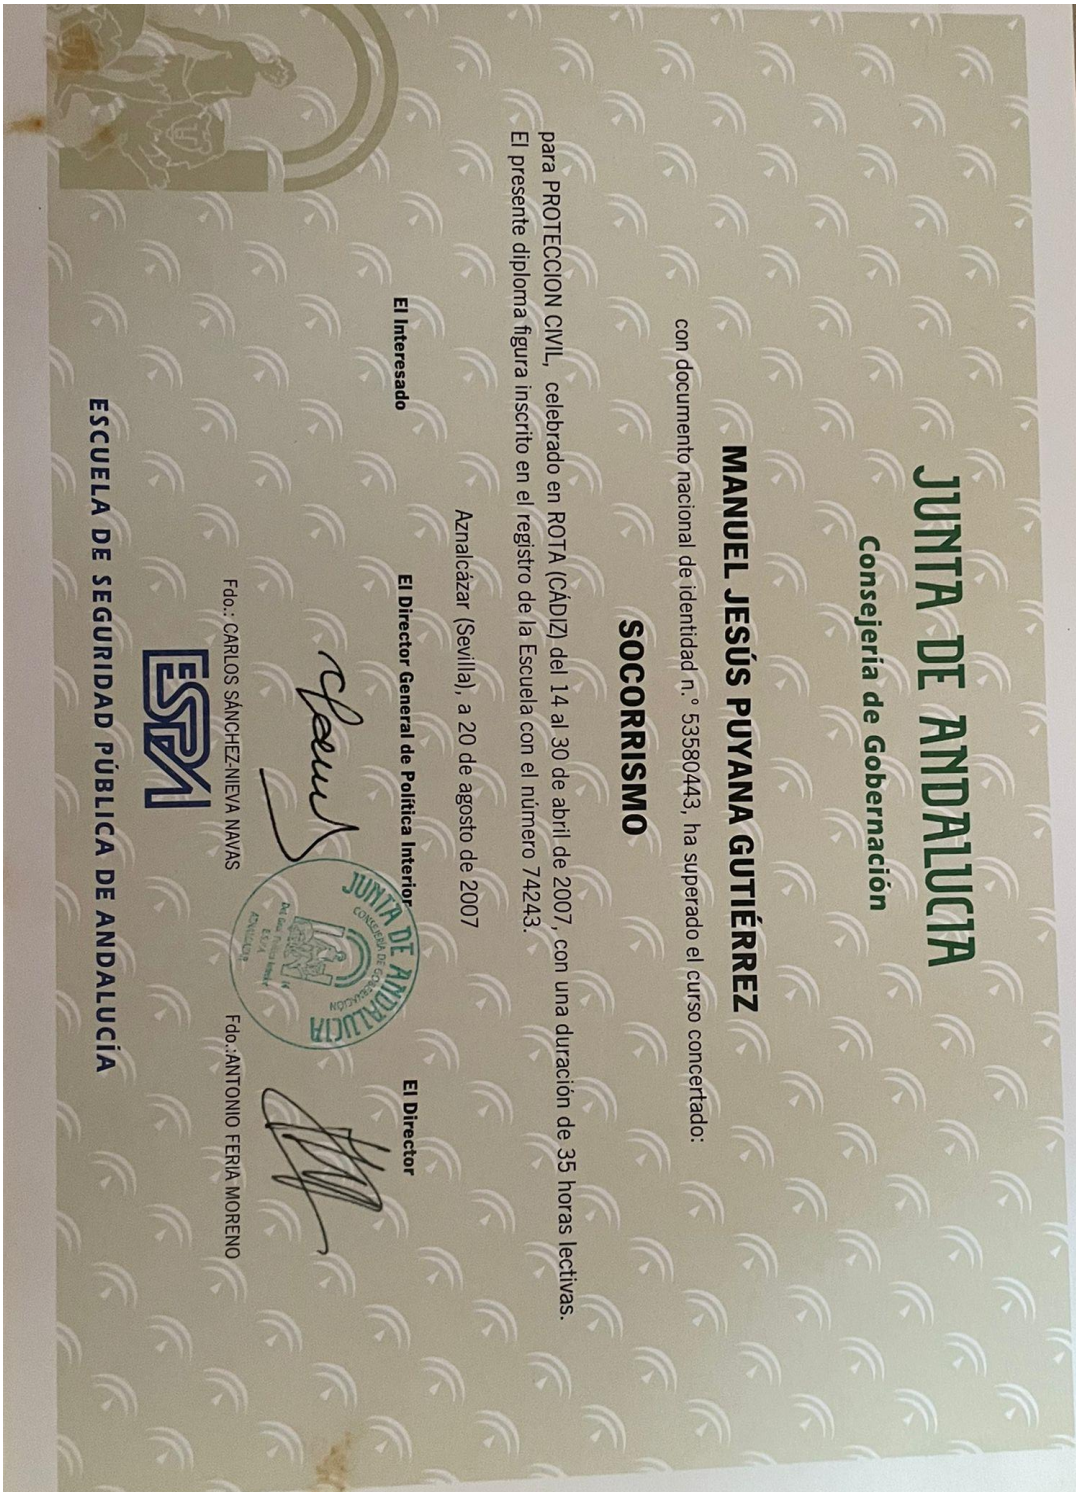 JUNTA DE ANDALUCIA
Consejería de Gobernación
MANUEL JESÚS PUYANA GUTIÉRREZ
con documento nacional de identidad n.º 53580443, ha superado el curso concertado:
SOCORRISMO
para PROTECCION CIVIL, celebrado en ROTA (CÁDIZ) del 14 al 30 de abril de 2007, con una duración de 35 horas lectivas.
El presente diploma figura inscrito en el registro de la Escuela con el número 74243.
Aznalcázar (Sevilla), a 20 de agosto de 2007
El Interesado
El Director General de Política Interior
El Director
JUNTA DE ANDALUCIA
CONSEJERIA DE GOBERNACIÓN
Fdo.: CARLOS SÁNCHEZ-NIEVA NAVAS
Fdo.:ANTONIO FERIA MORENO
ESPA
ESCUELA DE SEGURIDAD PÚBLICA DE ANDALUCÍA